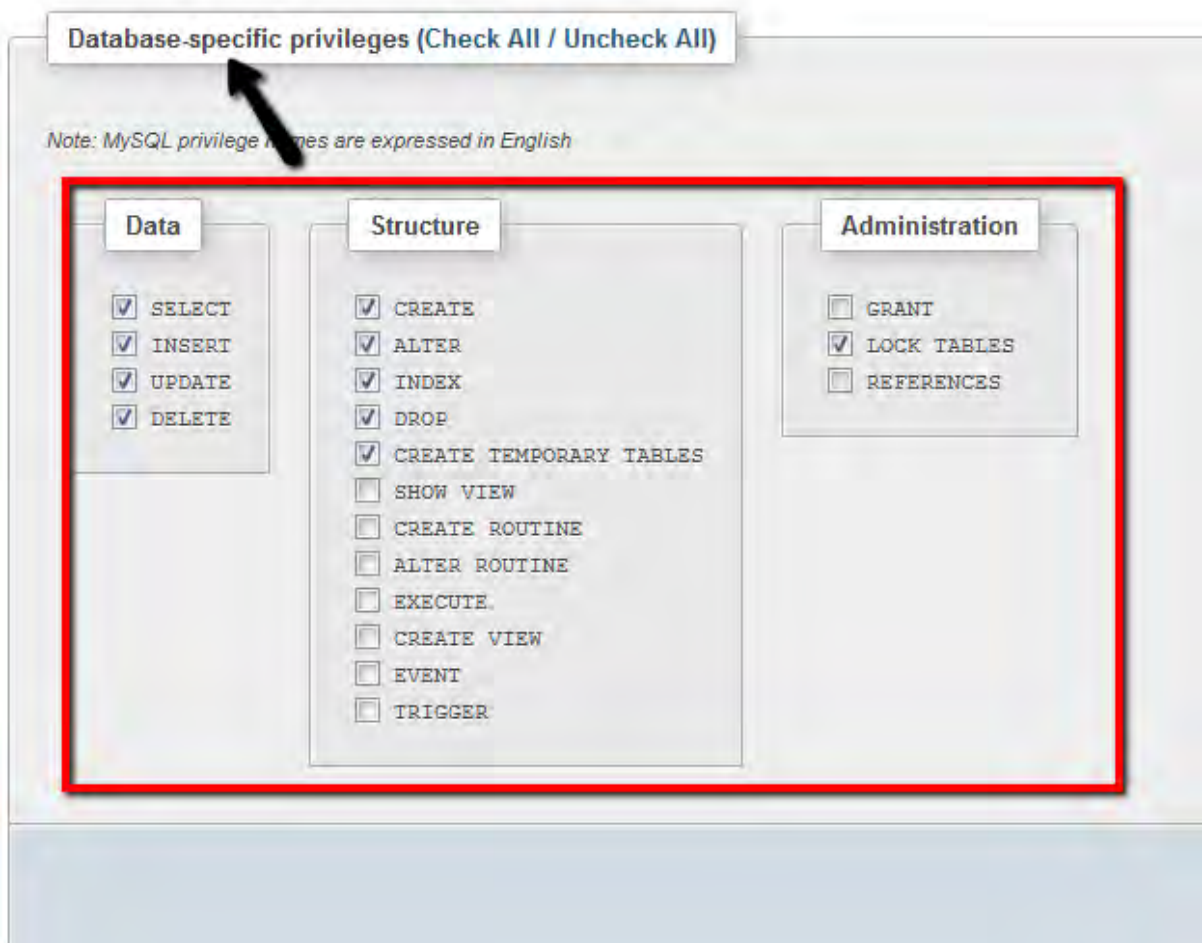 Database-specific privileges (Check All / Uncheck All)
Note: MySQL privilege names are expressed in English
Data
SELECT
INSERT
UPDATE
DELETE
Structure
CREATE
ALTER
INDEX
DROP
CREATE TEMPORARY TABLES
SHOW VIEW
CREATE ROUTINE
ALTER ROUTINE
EXECUTE
CREATE VIEW
EVENT
TRIGGER
Administration
GRANT
LOCK TABLES
REFERENCES